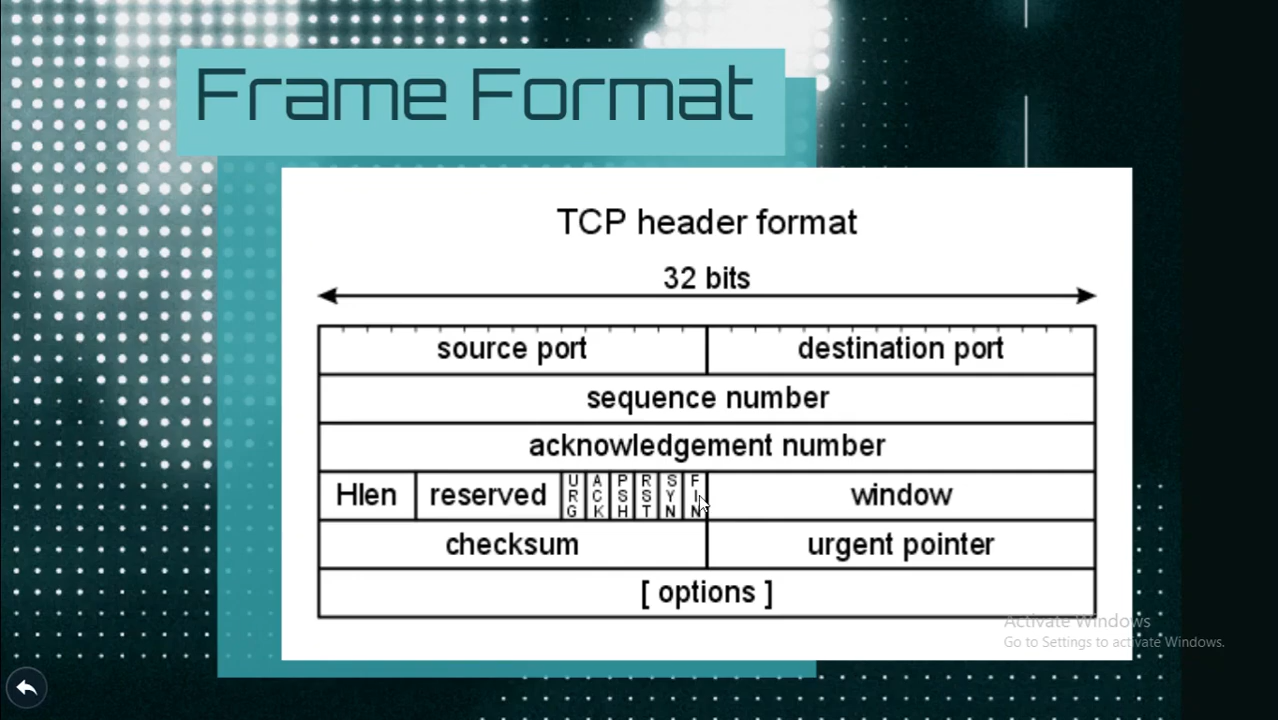 Frame Format
TCP header format
32 bits
source port destination port
sequence number
acknowledgement number
Hlen reserved URG ACK PSH RST SYN FIN window
checksum urgent pointer
[ options ]
Activate Windows
Go to Settings to activate Windows.